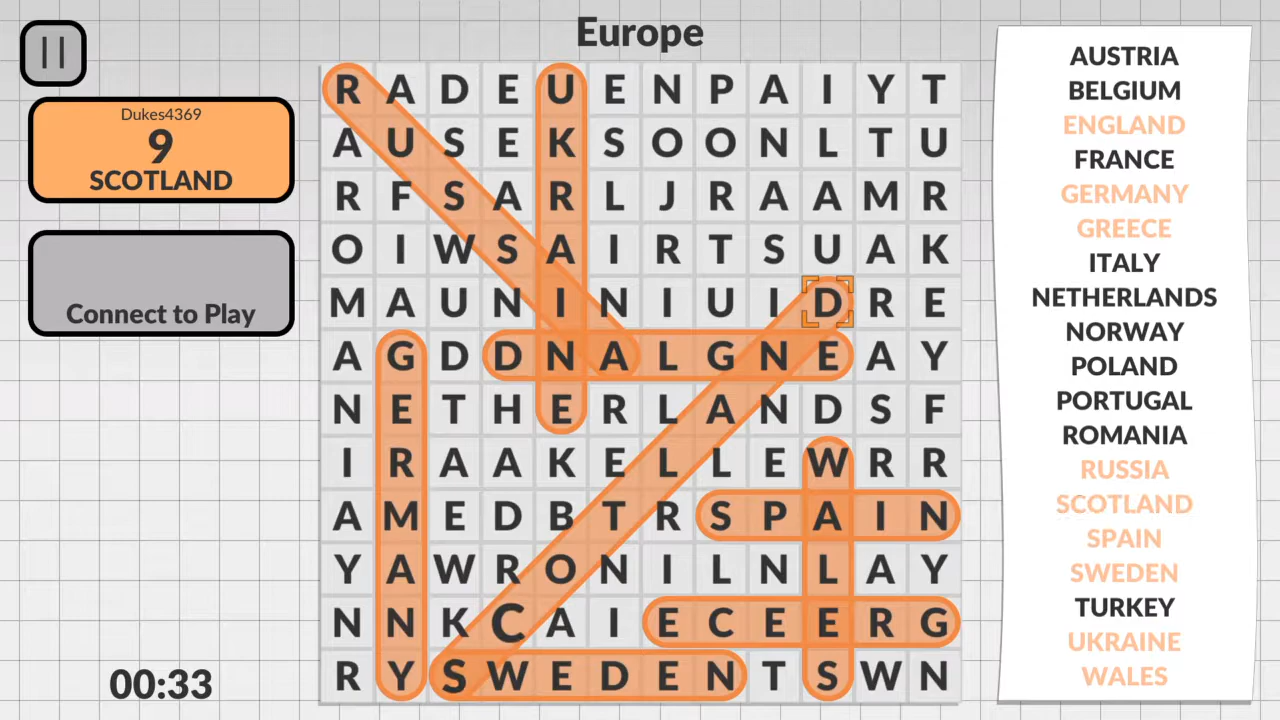 Europe
Dukes4369
9
SCOTLAND
Connect to Play
00:33
R A D E U E N P A I Y T
A U S E K S O O N L T U
R F S A R L J R A A M R
O I W S A I R T S U A K
M A U N I N I U I D R E
A G D D N A L G N E A Y
N E T H E R L A N D S F
I R A A K E L L E W R R
A M E D B T R S P A I N
Y A W R O N I L N L A Y
N N K C A I E C E E R G
R Y S W E D E N T S W N
AUSTRIA
BELGIUM
ENGLAND
FRANCE
GERMANY
GREECE
ITALY
NETHERLANDS
NORWAY
POLAND
PORTUGAL
ROMANIA
RUSSIA
SCOTLAND
SPAIN
SWEDEN
TURKEY
UKRAINE
WALES